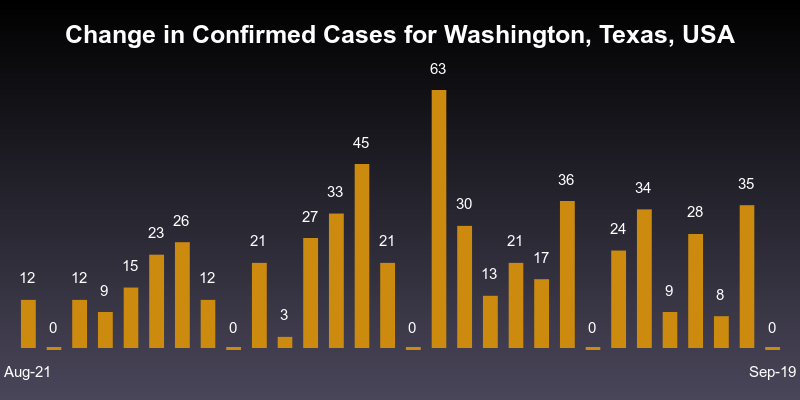 Change in Confirmed Cases for Washington, Texas, USA
12 0 12 9 15 23 26 12 0 21 3 27 33 45 21 0 63 30 13 21 17 36 0 24 34 9 28 8 35 0
Aug-21 Sep-19